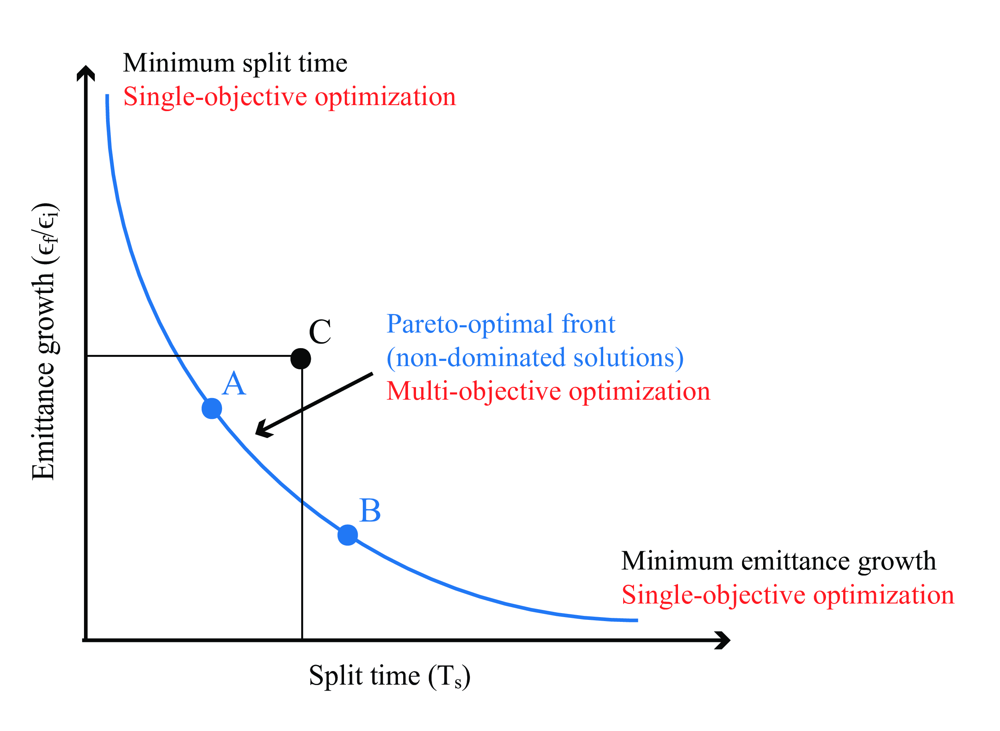 Minimum split time
Single-objective optimization
Emittance growth (ϵf/ϵi)
C
Pareto-optimal front
(non-dominated solutions)
Multi-objective optimization
A
B
Minimum emittance growth
Single-objective optimization
Split time (Ts)